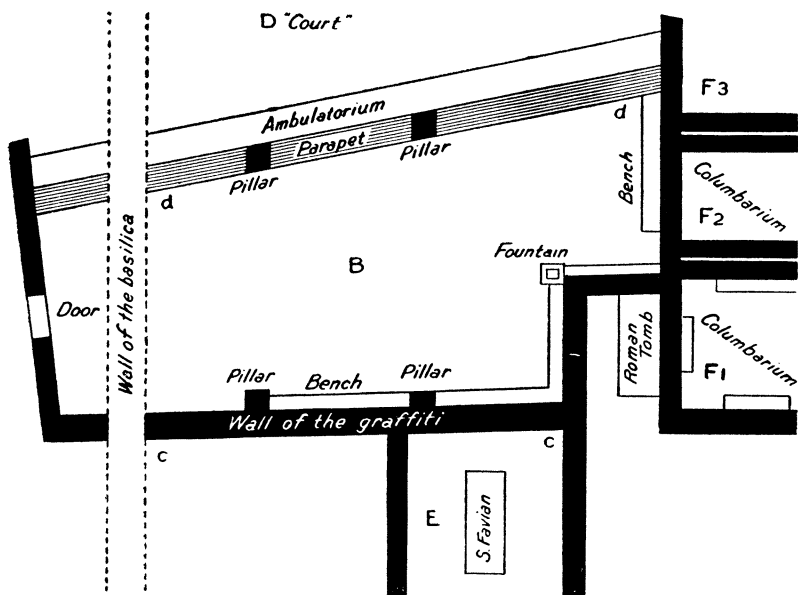 D "Court"
F3
Ambulatorium
d
Parapet
Pillar
Pillar
Bench
Columbarium
d
F2
Wall of the basilica
B
Fountain
Door
Roman
Tomb
Columbarium
F1
Pillar
Bench
Pillar
Wall of the graffiti
c
c
E
S. Favian